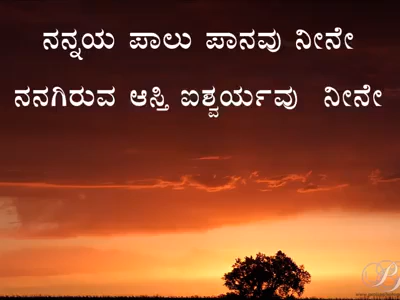 ನನ್ನಯ ಪಾಲು ಪಾನವು ನೀನೇ
ನನಗಿರುವ ಆಸ್ತಿ ಐಶ್ವರ್ಯವು ನೀನೇ